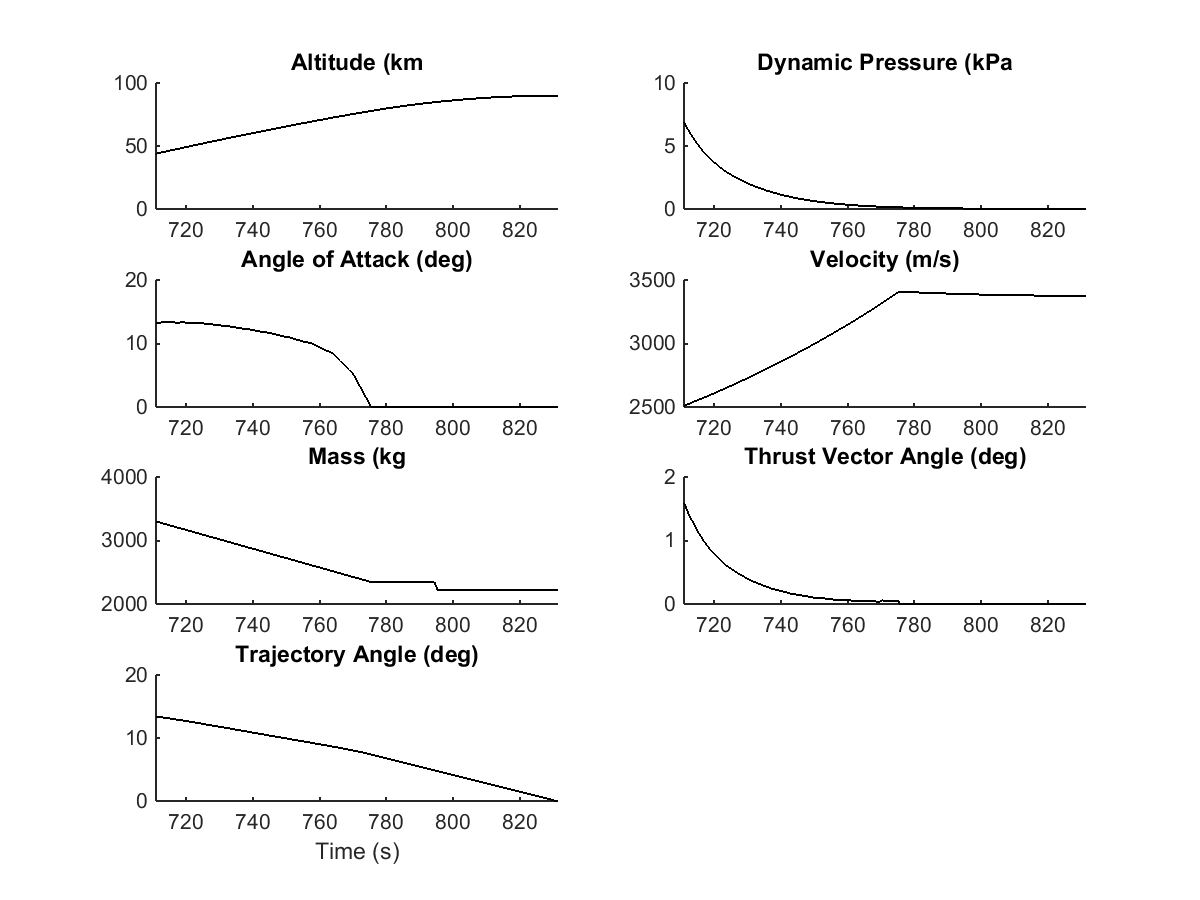 Altitude (km
100
50
0
720 740 760 780 800 820
Dynamic Pressure (kPa
10
5
0
720 740 760 780 800 820
Angle of Attack (deg)
20
10
0
720 740 760 780 800 820
Velocity (m/s)
3500
3000
2500
720 740 760 780 800 820
Mass (kg
4000
3000
2000
720 740 760 780 800 820
Thrust Vector Angle (deg)
2
1
0
720 740 760 780 800 820
Trajectory Angle (deg)
20
10
0
720 740 760 780 800 820
Time (s)